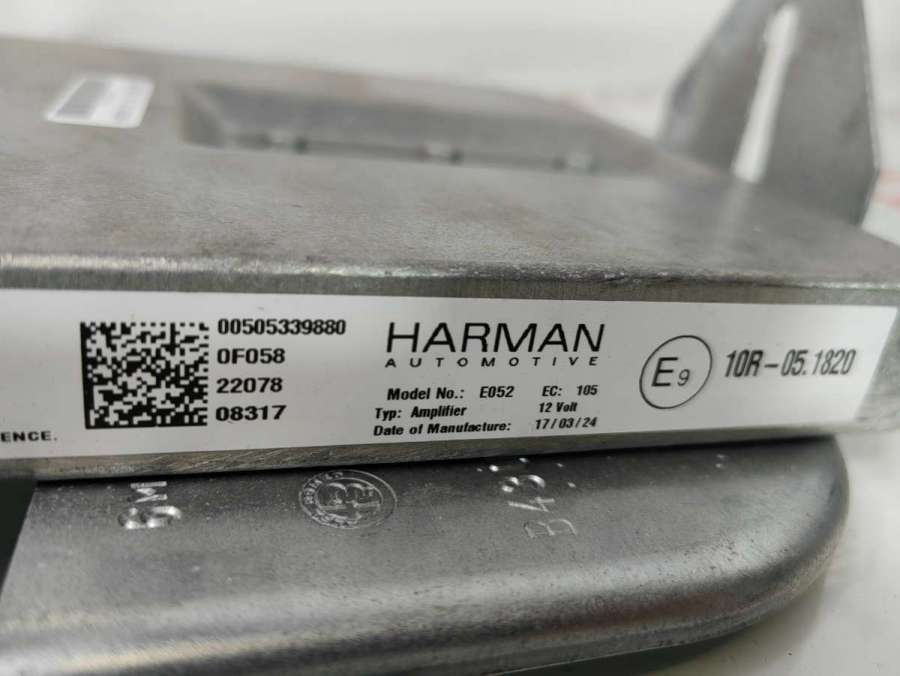 00505339880
0F058
22078
08317
ENCE.
HARMAN
AUTOMOTIVE
Model No.: E052 EC: 105
Typ: Amplifier 12 Volt
Date of Manufacture: 17/03/24
E9
10R-05.1820